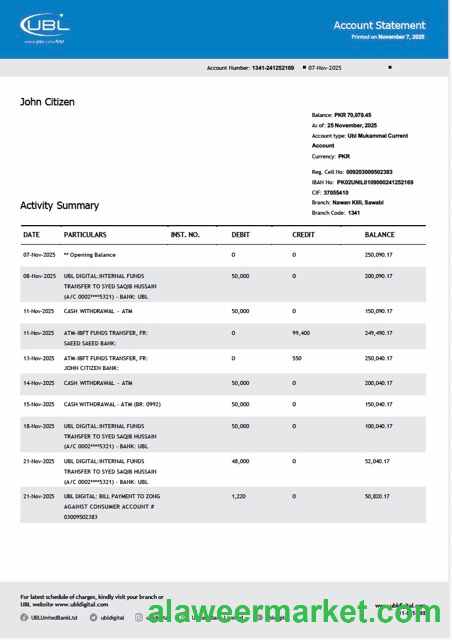 UBL
www.ubl.com.pk
Account Statement
Printed on November 7, 2025
Account Number: 1341-241252169 ■ 07-Nov-2025 ■
John Citizen
Balance: PKR 70,070.45
As of: 25 November, 2025
Account type: Ubl Mukammal Current
Account
Currency: PKR
Reg. Cell No: 009203009502383
IBAN No: PK02UNIL0109000241252169
CIF: 37055410
Branch: Nawan Killi, Sawabi
Branch Code: 1341
Activity Summary
DATE PARTICULARS INST. NO. DEBIT CREDIT BALANCE
07-Nov-2025 ** Opening Balance 0 0 250,090.17
08-Nov-2025 UBL DIGITAL:INTERNAL FUNDS 50,000 0 200,090.17
TRANSFER TO SYED SAQIB HUSSAIN
(A/C 0002****5321) - BANK: UBL
11-Nov-2025 CASH WITHDRAWAL - ATM 50,000 0 150,090.17
11-Nov-2025 ATM-IBFT FUNDS TRANSFER, FR: 0 99,400 249,490.17
SAEED SAEED BANK:
13-Nov-2025 ATM-IBFT FUNDS TRANSFER, FR: 0 550 250,040.17
JOHN CITIZEN BANK:
14-Nov-2025 CASH WITHDRAWAL - ATM 50,000 0 200,040.17
15-Nov-2025 CASH WITHDRAWAL - ATM (BR: 0992) 50,000 0 150,040.17
18-Nov-2025 UBL DIGITAL:INTERNAL FUNDS 50,000 0 100,040.17
TRANSFER TO SYED SAQIB HUSSAIN
(A/C 0002****5321) - BANK: UBL
21-Nov-2025 UBL DIGITAL:INTERNAL FUNDS 48,000 0 52,040.17
TRANSFER TO SYED SAQIB HUSSAIN
(A/C 0002****5321) - BANK: UBL
21-Nov-2025 UBL DIGITAL: BILL PAYMENT TO ZONG 1,220 0 50,820.17
AGAINST CONSUMER ACCOUNT #
03009502383
For latest schedule of charges, kindly visit your branch or
UBL website www.ubldigital.com
UBLUnitedBankLtd ubldigital
alaweermarket.com